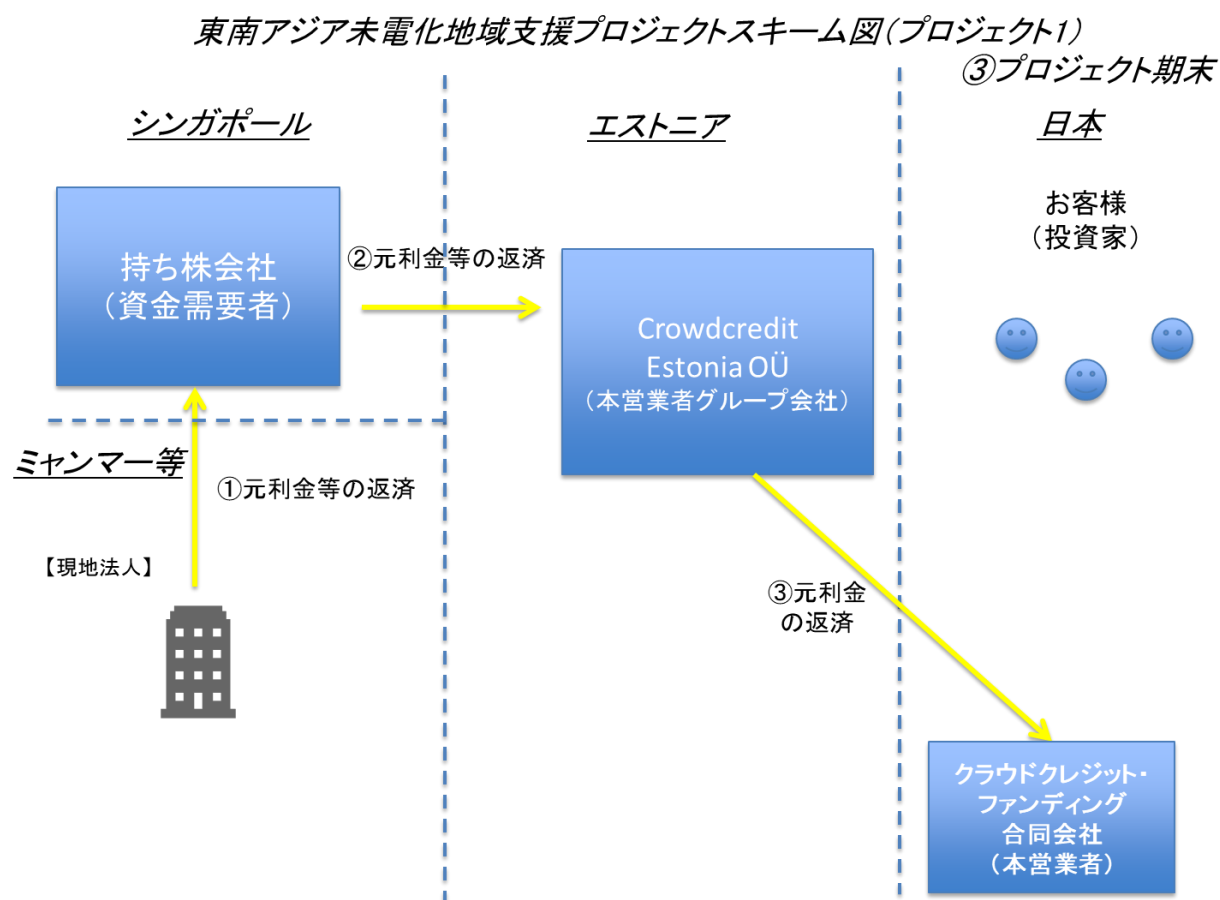 東南アジア未電化地域支援プロジェクトスキーム図(プロジェクト1)
③プロジェクト期末
シンガポール
エストニア
日本
持ち株会社
(資金需要者)
②元利金等の返済
Crowdcredit
Estonia OÜ
(本営業者グループ会社)
お客様
(投資家)
ミャンマー等
①元利金等の返済
【現地法人】
③元利金
の返済
クラウドクレジット・
ファンディング
合同会社
(本営業者)